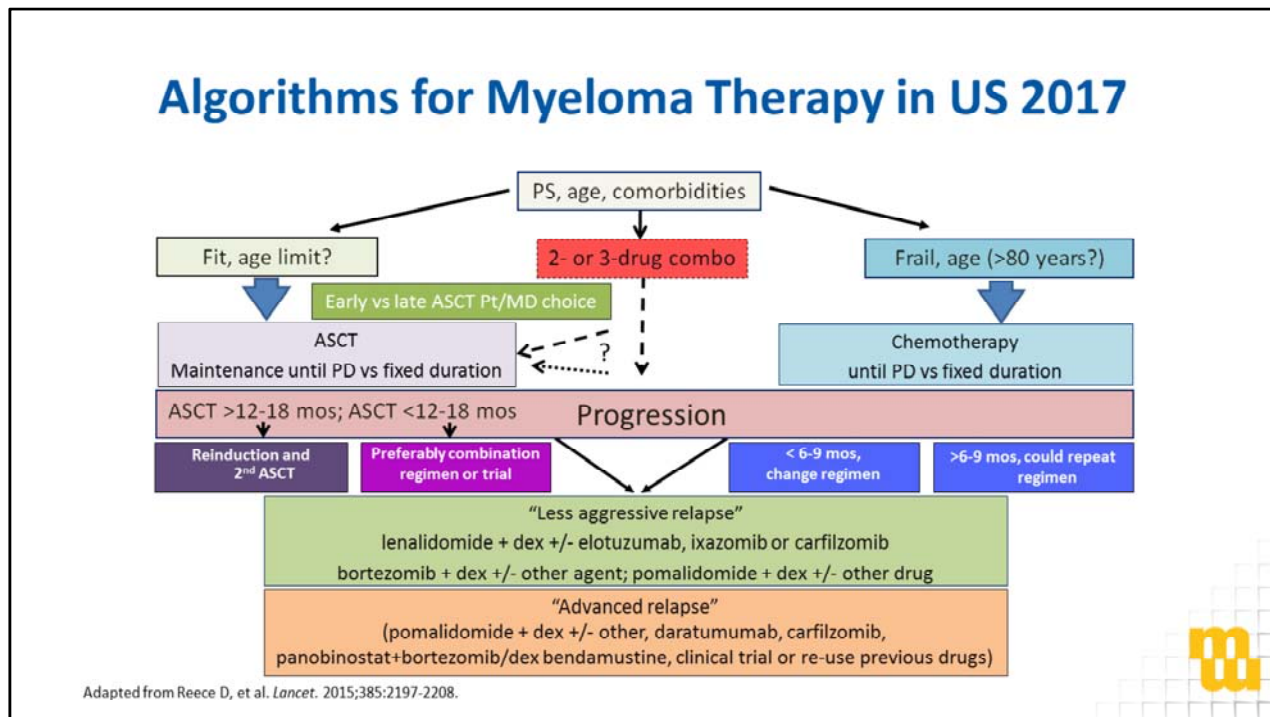 Algorithms for Myeloma Therapy in US 2017
PS, age, comorbidities
Fit, age limit?
2- or 3-drug combo
Frail, age (>80 years?)
Early vs late ASCT Pt/MD choice
ASCT
Maintenance until PD vs fixed duration
?
Chemotherapy
until PD vs fixed duration
ASCT >12-18 mos; ASCT <12-18 mos
Progression
Reinduction and
2nd ASCT
Preferably combination
regimen or trial
< 6-9 mos,
change regimen
>6-9 mos, could repeat
regimen
“Less aggressive relapse”
lenalidomide + dex +/- elotuzumab, ixazomib or carfilzomib
bortezomib + dex +/- other agent; pomalidomide + dex +/- other drug
“Advanced relapse”
(pomalidomide + dex +/- other, daratumumab, carfilzomib,
panobinostat+bortezomib/dex bendamustine, clinical trial or re-use previous drugs)
Adapted from Reece D, et al. Lancet. 2015;385:2197-2208.